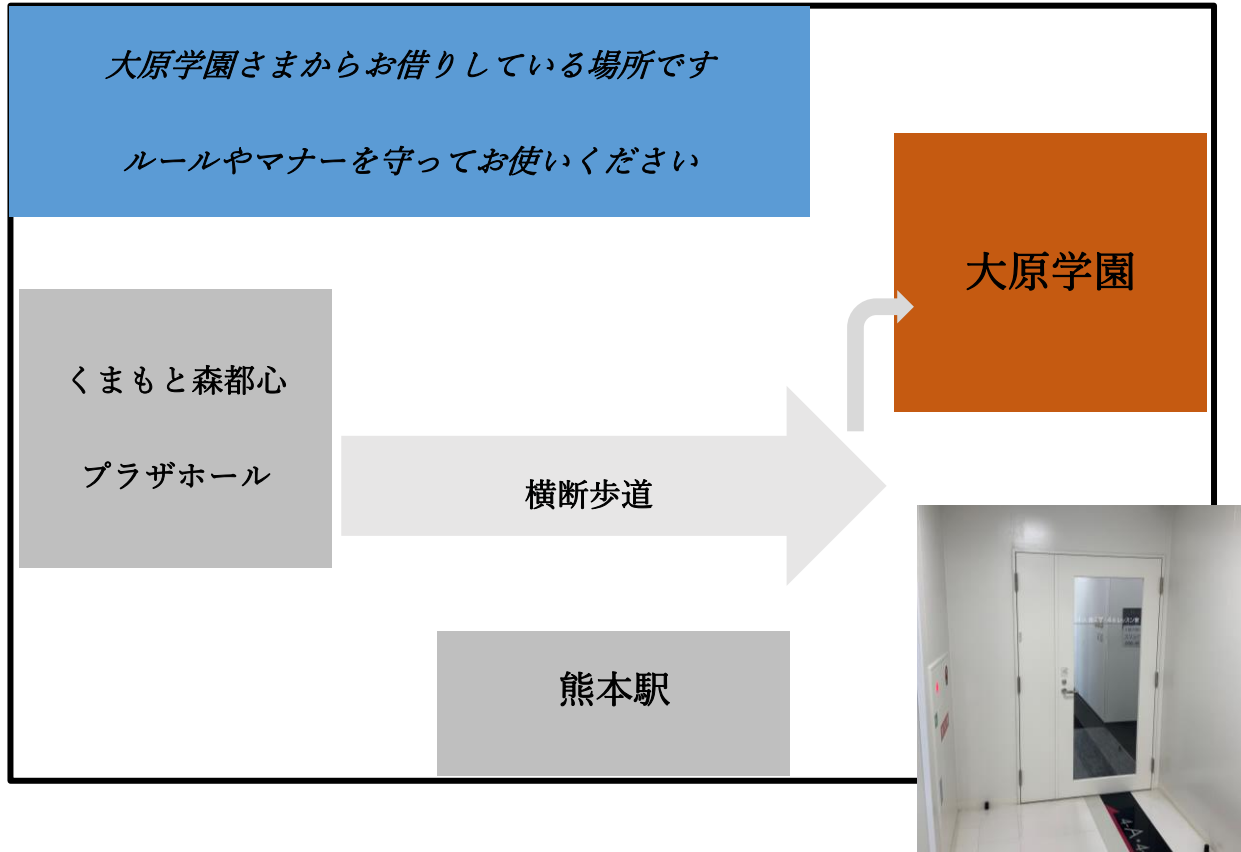 大原学園さまからお借りしている場所です
ルールやマナーを守ってお使いください
大原学園
くまもと森都心
プラザホール
横断歩道
熊本駅